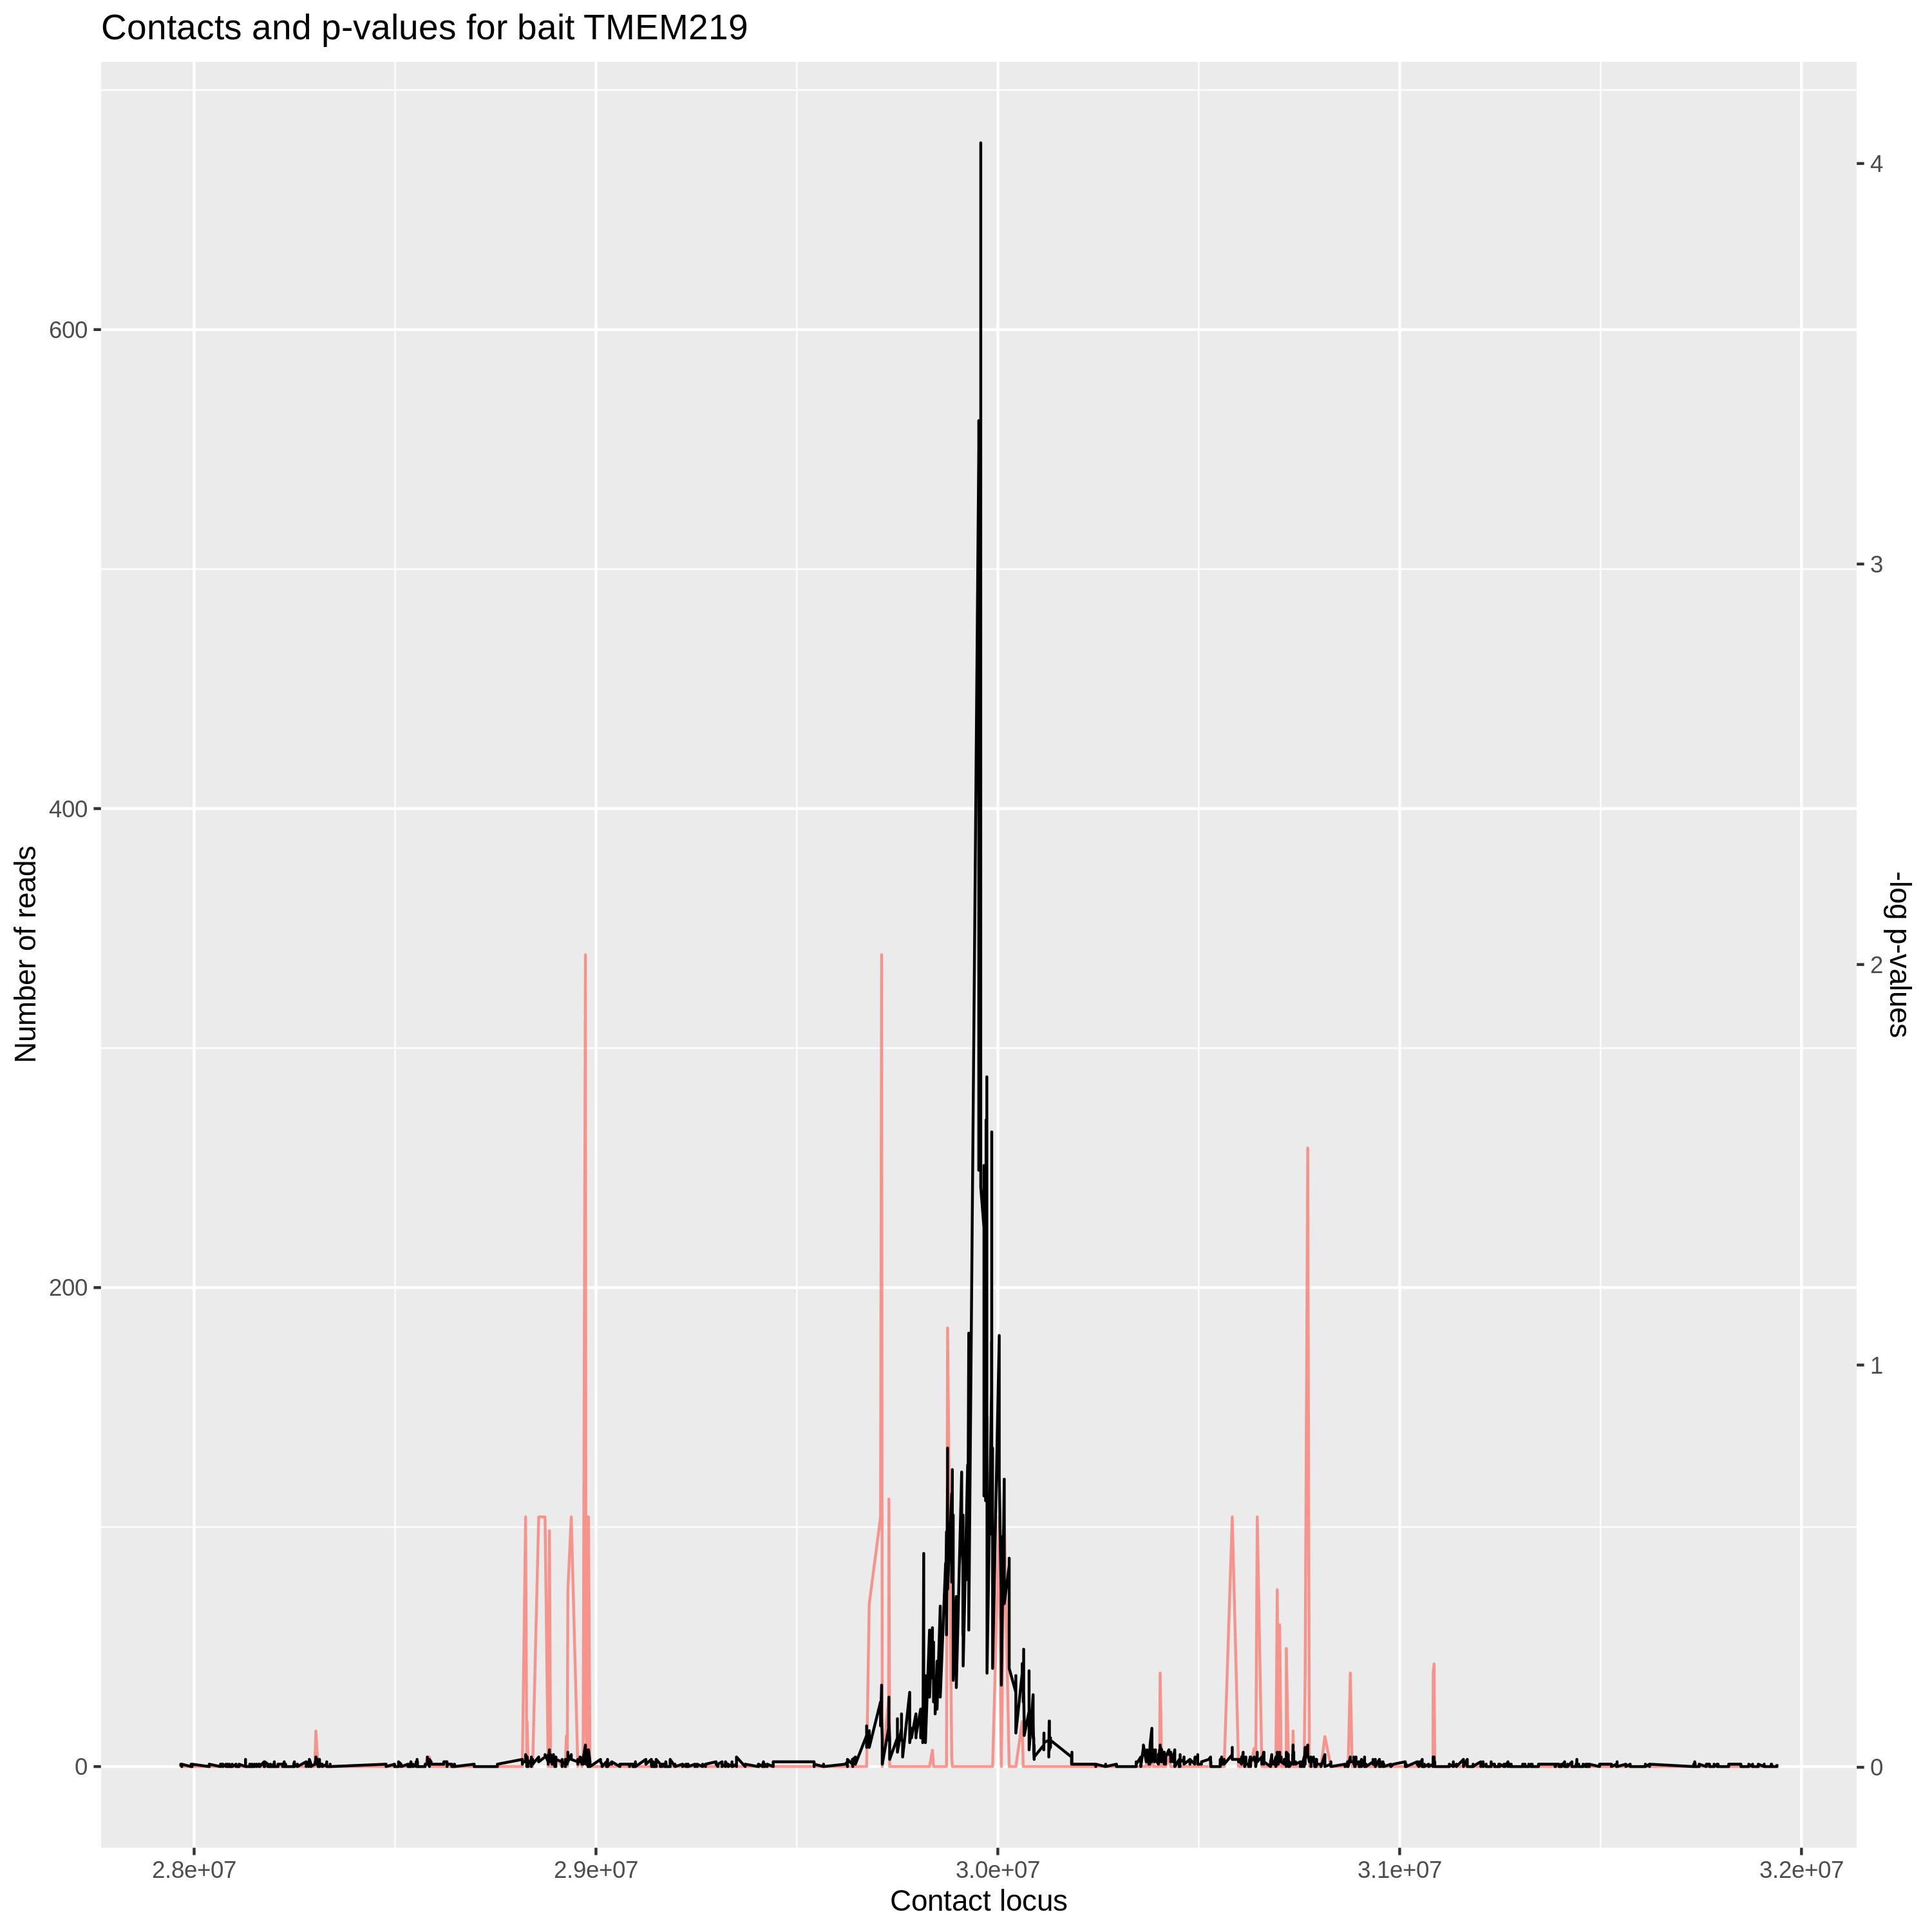 Contacts and p-values for bait TMEM219
Number of reads
600
400
200
0
4
3
2
1
0
-log p-values
2.8e+07
2.9e+07
3.0e+07
3.1e+07
3.2e+07
Contact locus